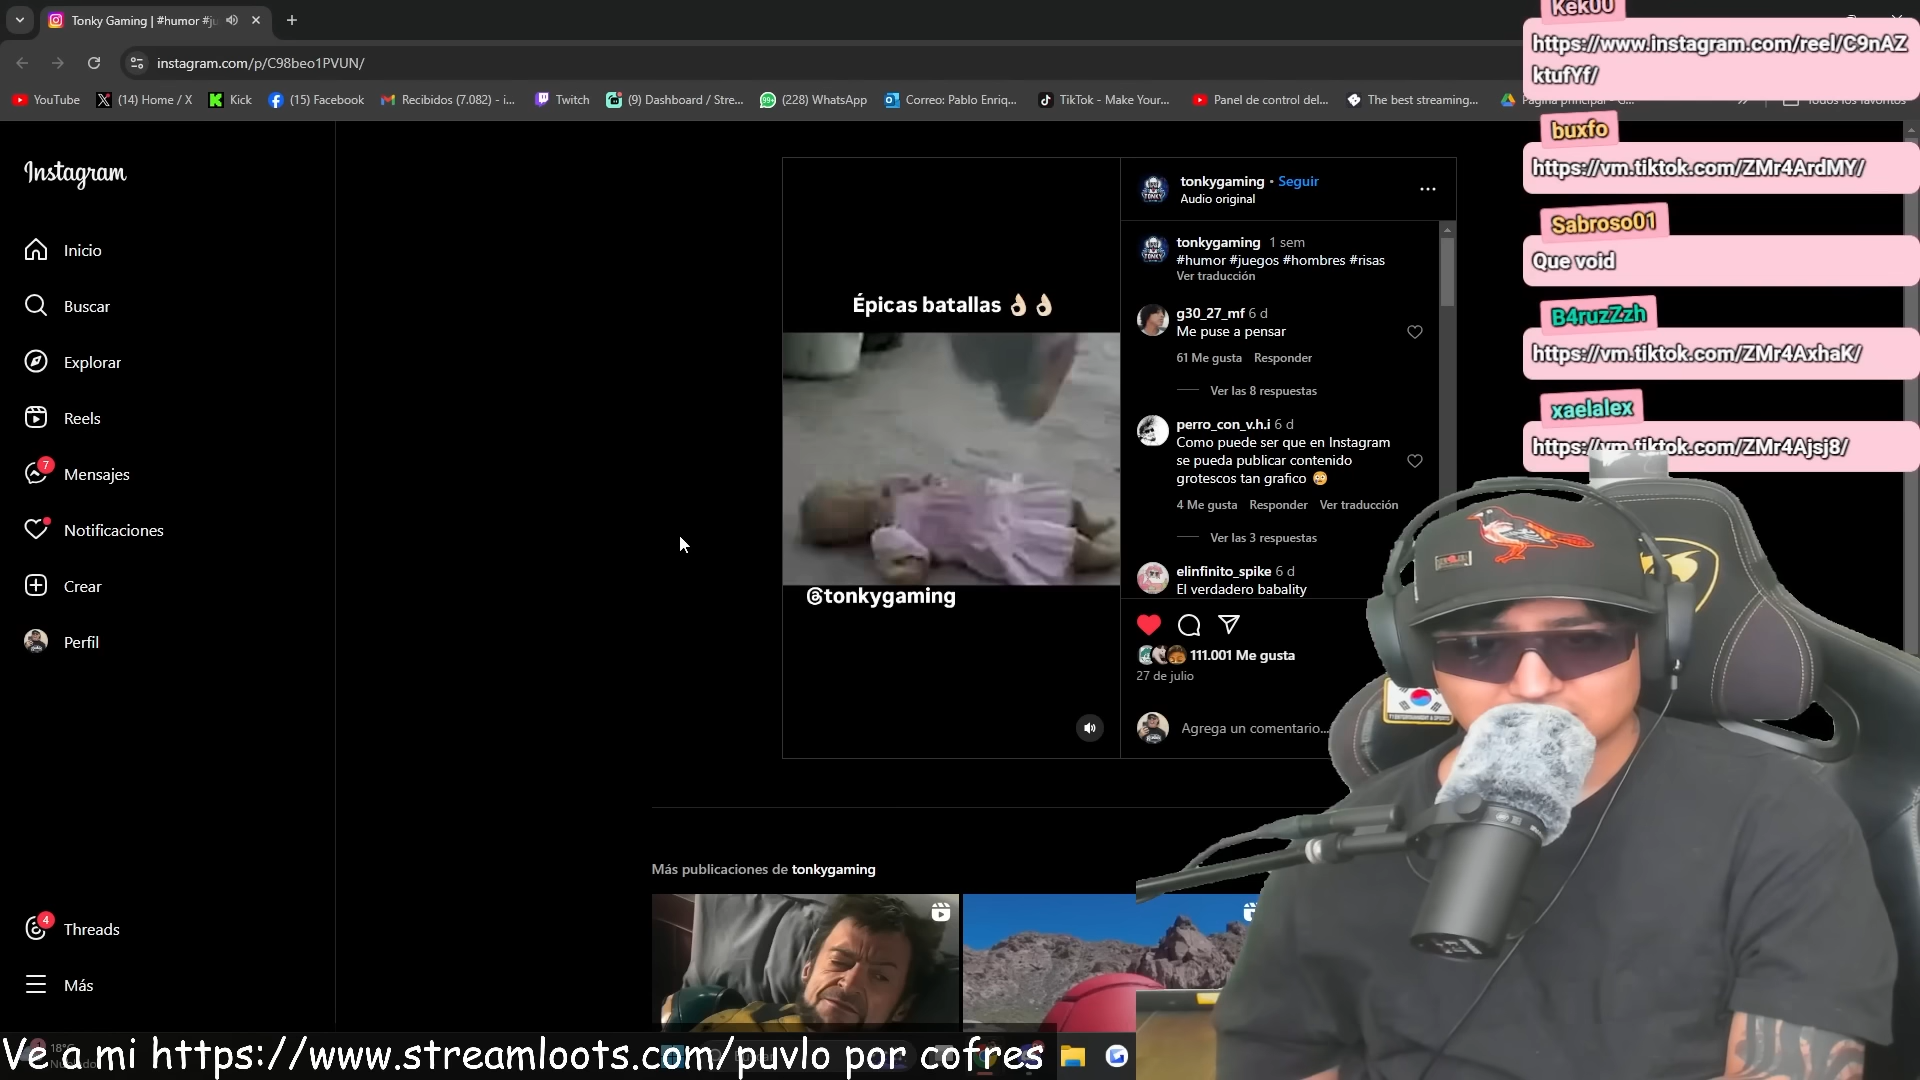 Tonky Gaming | #humor #ju
instagram.com/p/C98beo1PVUN/
YouTube
(14) Home / X
Kick
(15) Facebook
Recibidos (7.082) - i...
Twitch
(9) Dashboard / Stre...
(228) WhatsApp
Correo: Pablo Enriq...
TikTok - Make Your...
Panel de control del...
The best streaming...
Instagram
Inicio
Buscar
Explorar
Reels
7
Mensajes
Notificaciones
Crear
Perfil
4
Threads
Más
Épicas batallas 👌🏻👌🏻
@tonkygaming
tonkygaming • Seguir
Audio original
tonkygaming 1 sem
#humor #juegos #hombres #risas
Ver traducción
g30_27_mf 6 d
Me puse a pensar
61 Me gusta Responder
Ver las 8 respuestas
perro_con_v.h.i 6 d
Como puede ser que en Instagram
se pueda publicar contenido
grotescos tan grafico 😳
4 Me gusta Responder Ver traducción
Ver las 3 respuestas
elinfinito_spike 6 d
El verdadero babality
111.001 Me gusta
27 de julio
Agrega un comentario...
Más publicaciones de tonkygaming
Kek00
https://www.instagram.com/reel/C9nAZ
ktufYf/
buxfo
https://vm.tiktok.com/ZMr4ArdMY/
Sabroso01
Que void
B4ruzZzh
https://vm.tiktok.com/ZMr4AxhaK/
xaelalex
https://vm.tiktok.com/ZMr4Ajsj8/
18°C
Ve a mi https://www.streamloots.com/puvlo por cofres